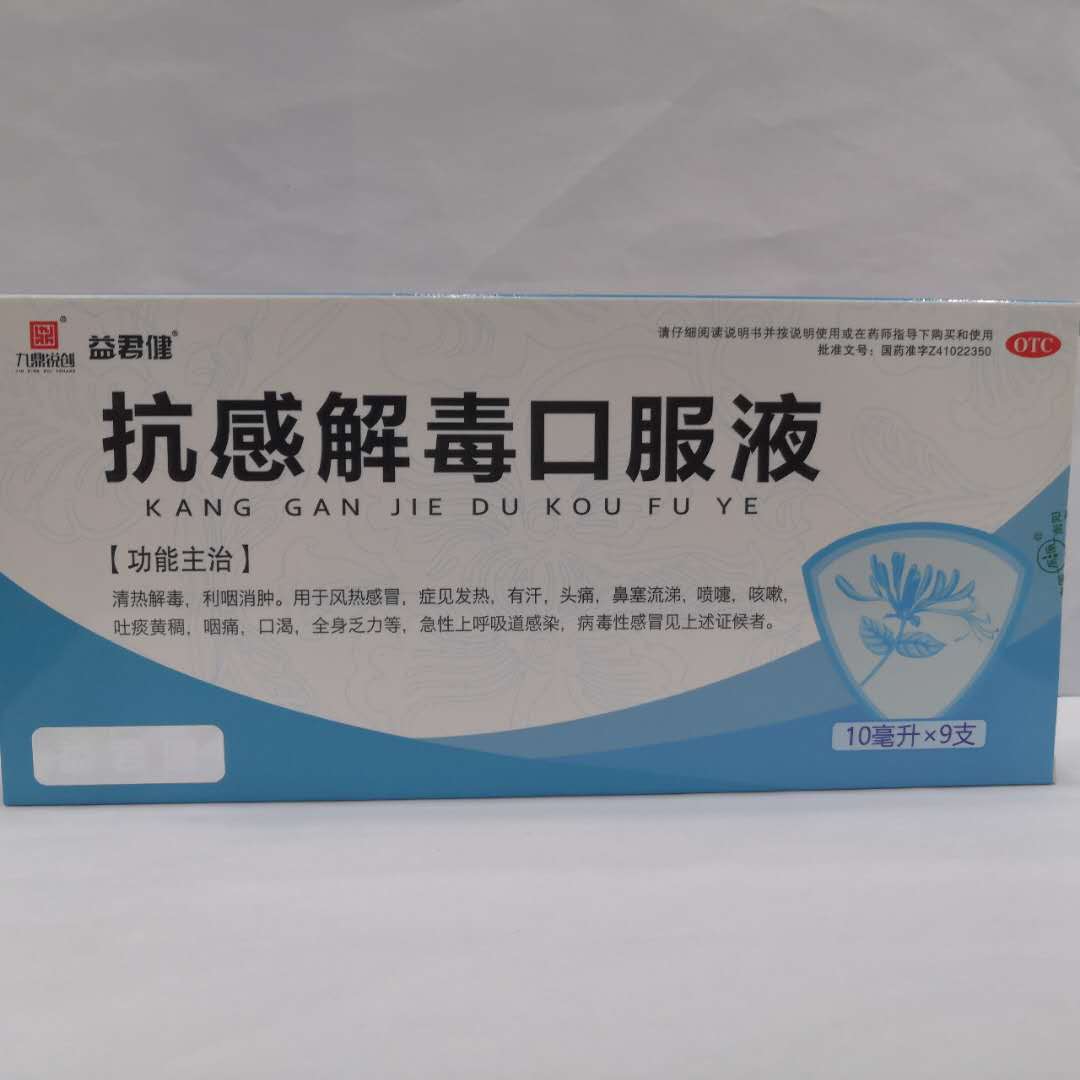 九鼎锐创
JIU DING RUI CHUANG
益君健®
请仔细阅读说明书并按说明使用或在药师指导下购买和使用
批准文号：国药准字Z41022350
OTC
抗感解毒口服液
KANG GAN JIE DU KOU FU YE
【功能主治】
清热解毒，利咽消肿。用于风热感冒，症见发热，有汗，头痛，鼻塞流涕，喷嚏，咳嗽，
吐痰黄稠，咽痛，口渴，全身乏力等，急性上呼吸道感染，病毒性感冒见上述证候者。
10毫升×9支